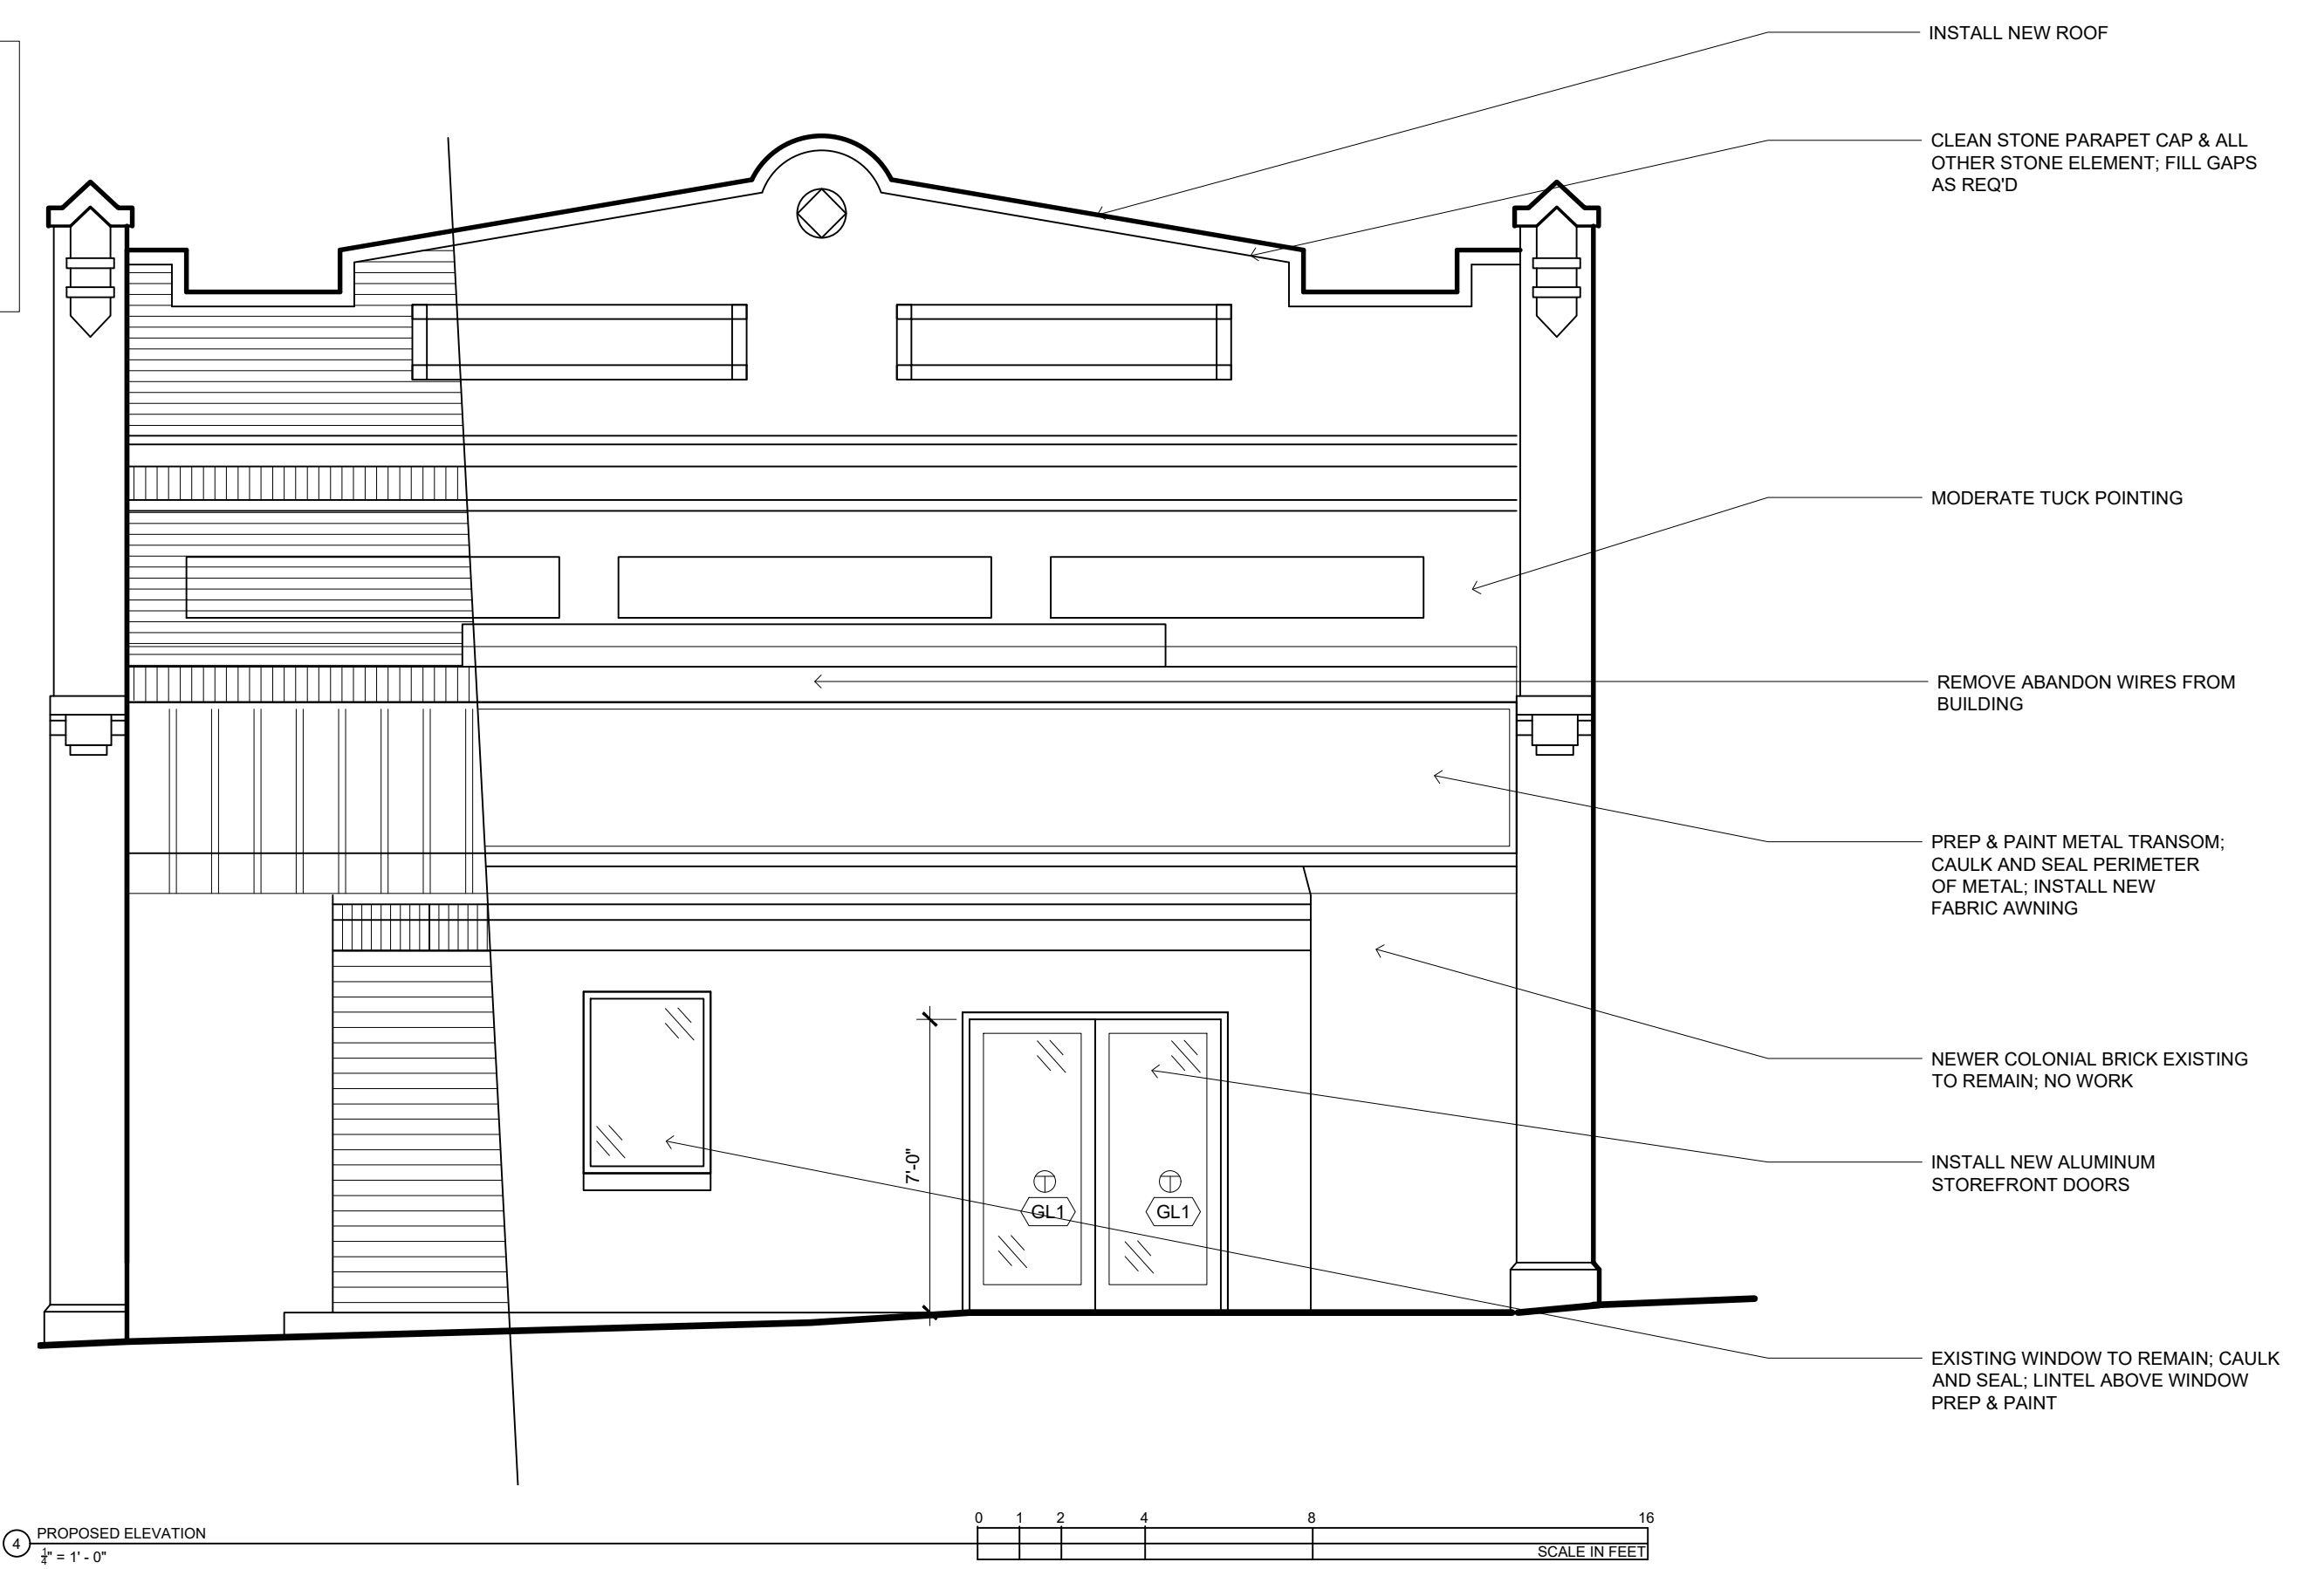 INSTALL NEW ROOF
CLEAN STONE PARAPET CAP & ALL
OTHER STONE ELEMENT; FILL GAPS
AS REQ'D
MODERATE TUCK POINTING
REMOVE ABANDON WIRES FROM
BUILDING
PREP & PAINT METAL TRANSOM;
CAULK AND SEAL PERIMETER
OF METAL; INSTALL NEW
FABRIC AWNING
NEWER COLONIAL BRICK EXISTING
TO REMAIN; NO WORK
INSTALL NEW ALUMINUM
STOREFRONT DOORS
7'-0"
T T
GL1 GL1
EXISTING WINDOW TO REMAIN; CAULK
AND SEAL; LINTEL ABOVE WINDOW
PREP & PAINT
4 PROPOSED ELEVATION
1/4" = 1' - 0"
0 1 2 4 8 16
SCALE IN FEET